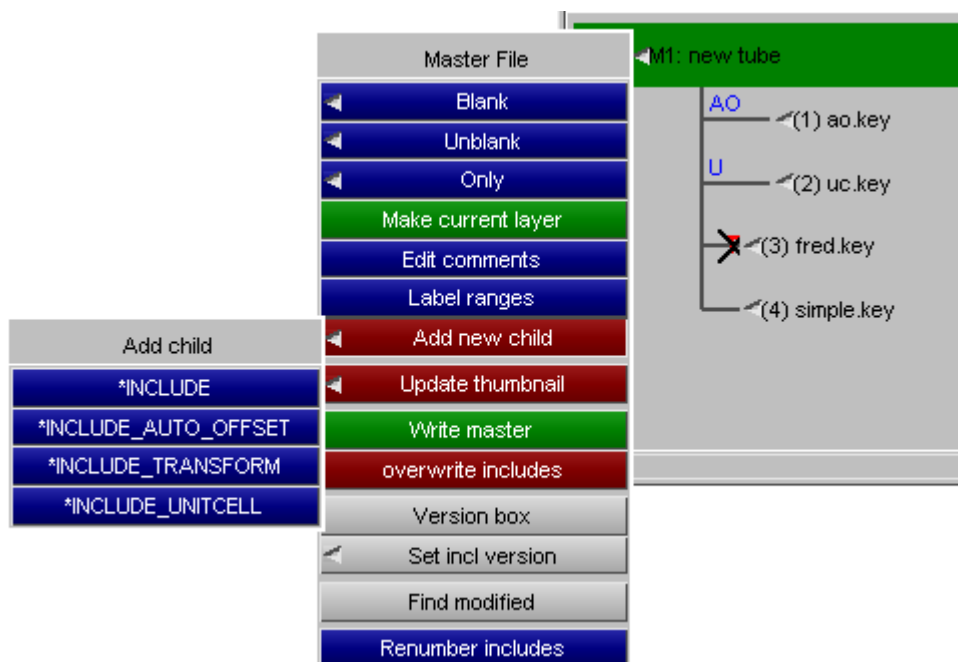 Master File
Blank
Unblank
Only
Make current layer
Edit comments
Label ranges
Add new child
Update thumbnail
Write master
overwrite includes
Version box
Set incl version
Find modified
Renumber includes
Add child
*INCLUDE
*INCLUDE_AUTO_OFFSET
*INCLUDE_TRANSFORM
*INCLUDE_UNITCELL
M1: new tube
AO
(1) ao.key
U
(2) uc.key
(3) fred.key
(4) simple.key